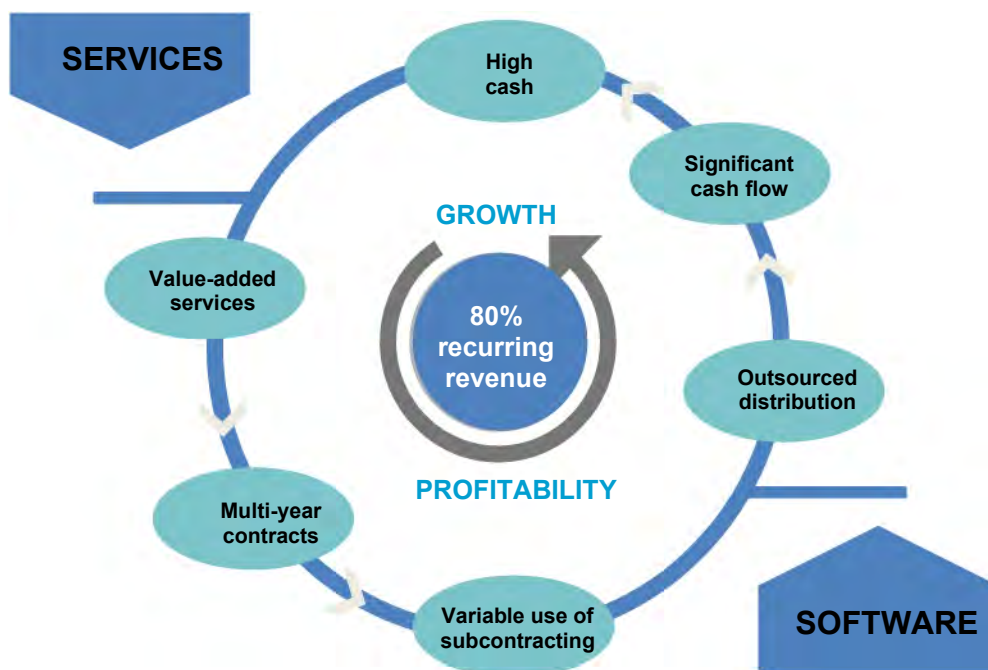 SERVICES
High
cash
Significant
cash flow
GROWTH
Value-added
services
80%
recurring
revenue
Outsourced
distribution
PROFITABILITY
Multi-year
contracts
Variable use of
subcontracting
SOFTWARE